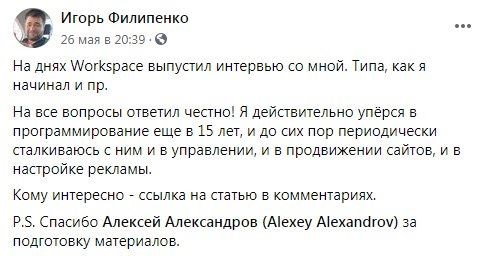 Игорь Филипенко
26 мая в 20:39 ·
На днях Workspace выпустил интервью со мной. Типа, как я
начинал и пр.
На все вопросы ответил честно! Я действительно упёрся в
программирование еще в 15 лет, и до сих пор периодически
сталкиваюсь с ним и в управлении, и в продвижении сайтов, и в
настройке рекламы.
Кому интересно - ссылка на статью в комментариях.
P.S. Спасибо Алексей Александров (Alexey Alexandrov) за
подготовку материалов.